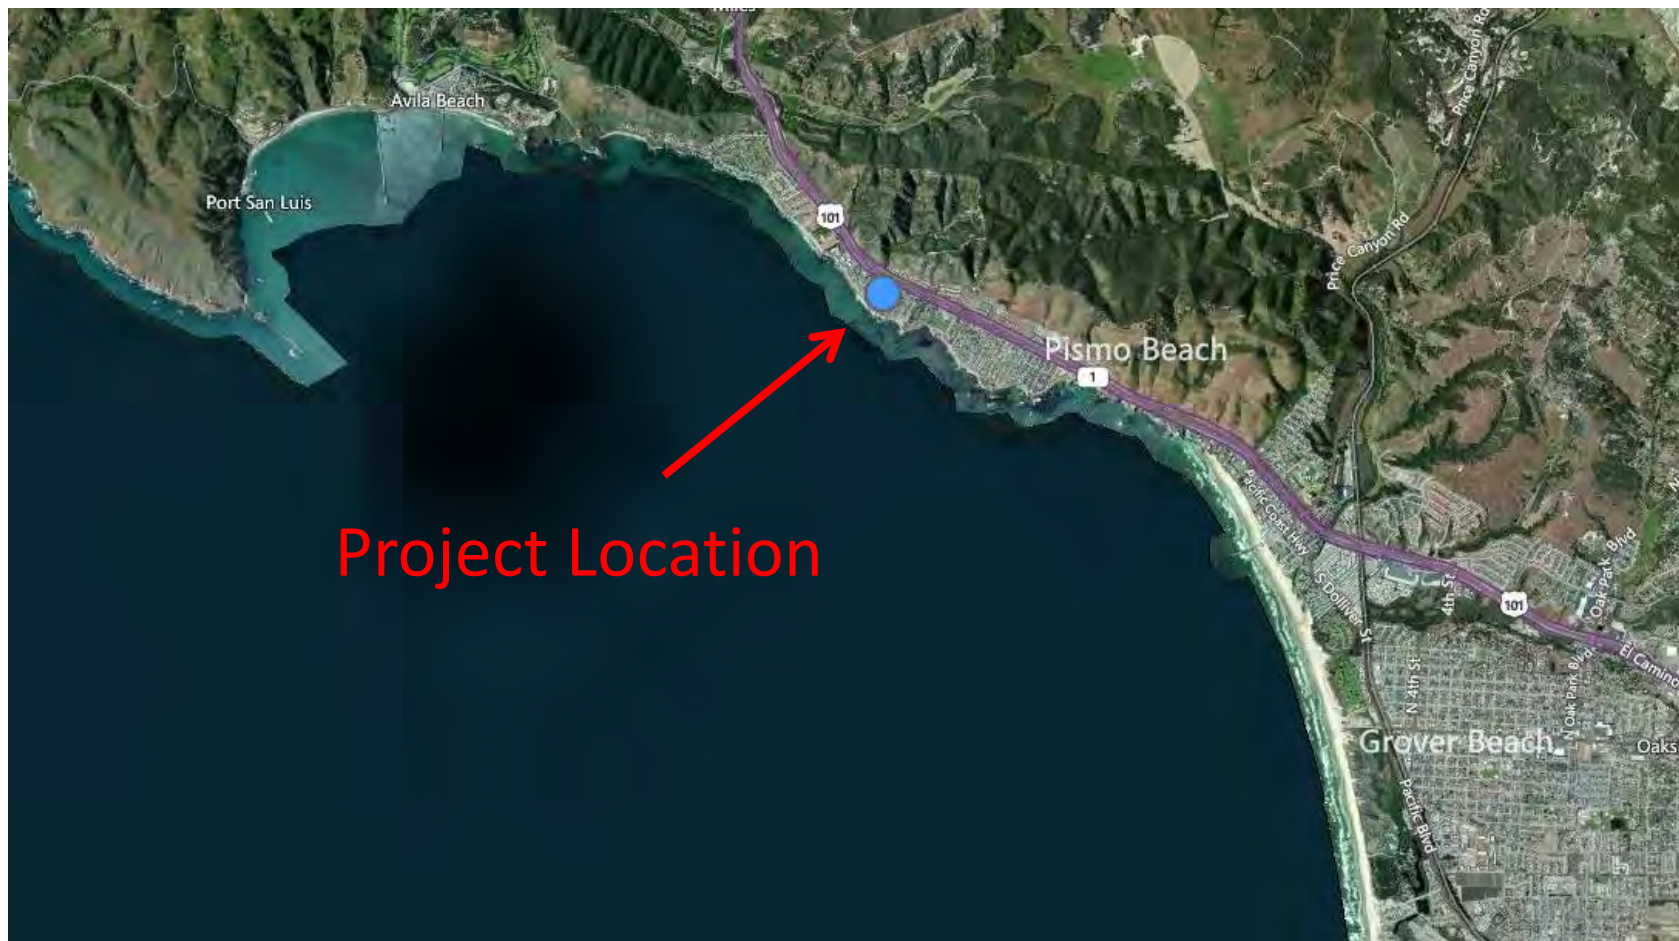 Miles
Price Canyon Rd
Avila Beach
Port San Luis
101
Price Canyon Rd
Pismo Beach
1
Pacific Coast Hwy
Project Location
S Dolliver St
4th St
Oak Park Blvd
101
El Camino
N 4th St
N Oak Park Blvd
Grover Beach
Oaks
Pacific Blvd